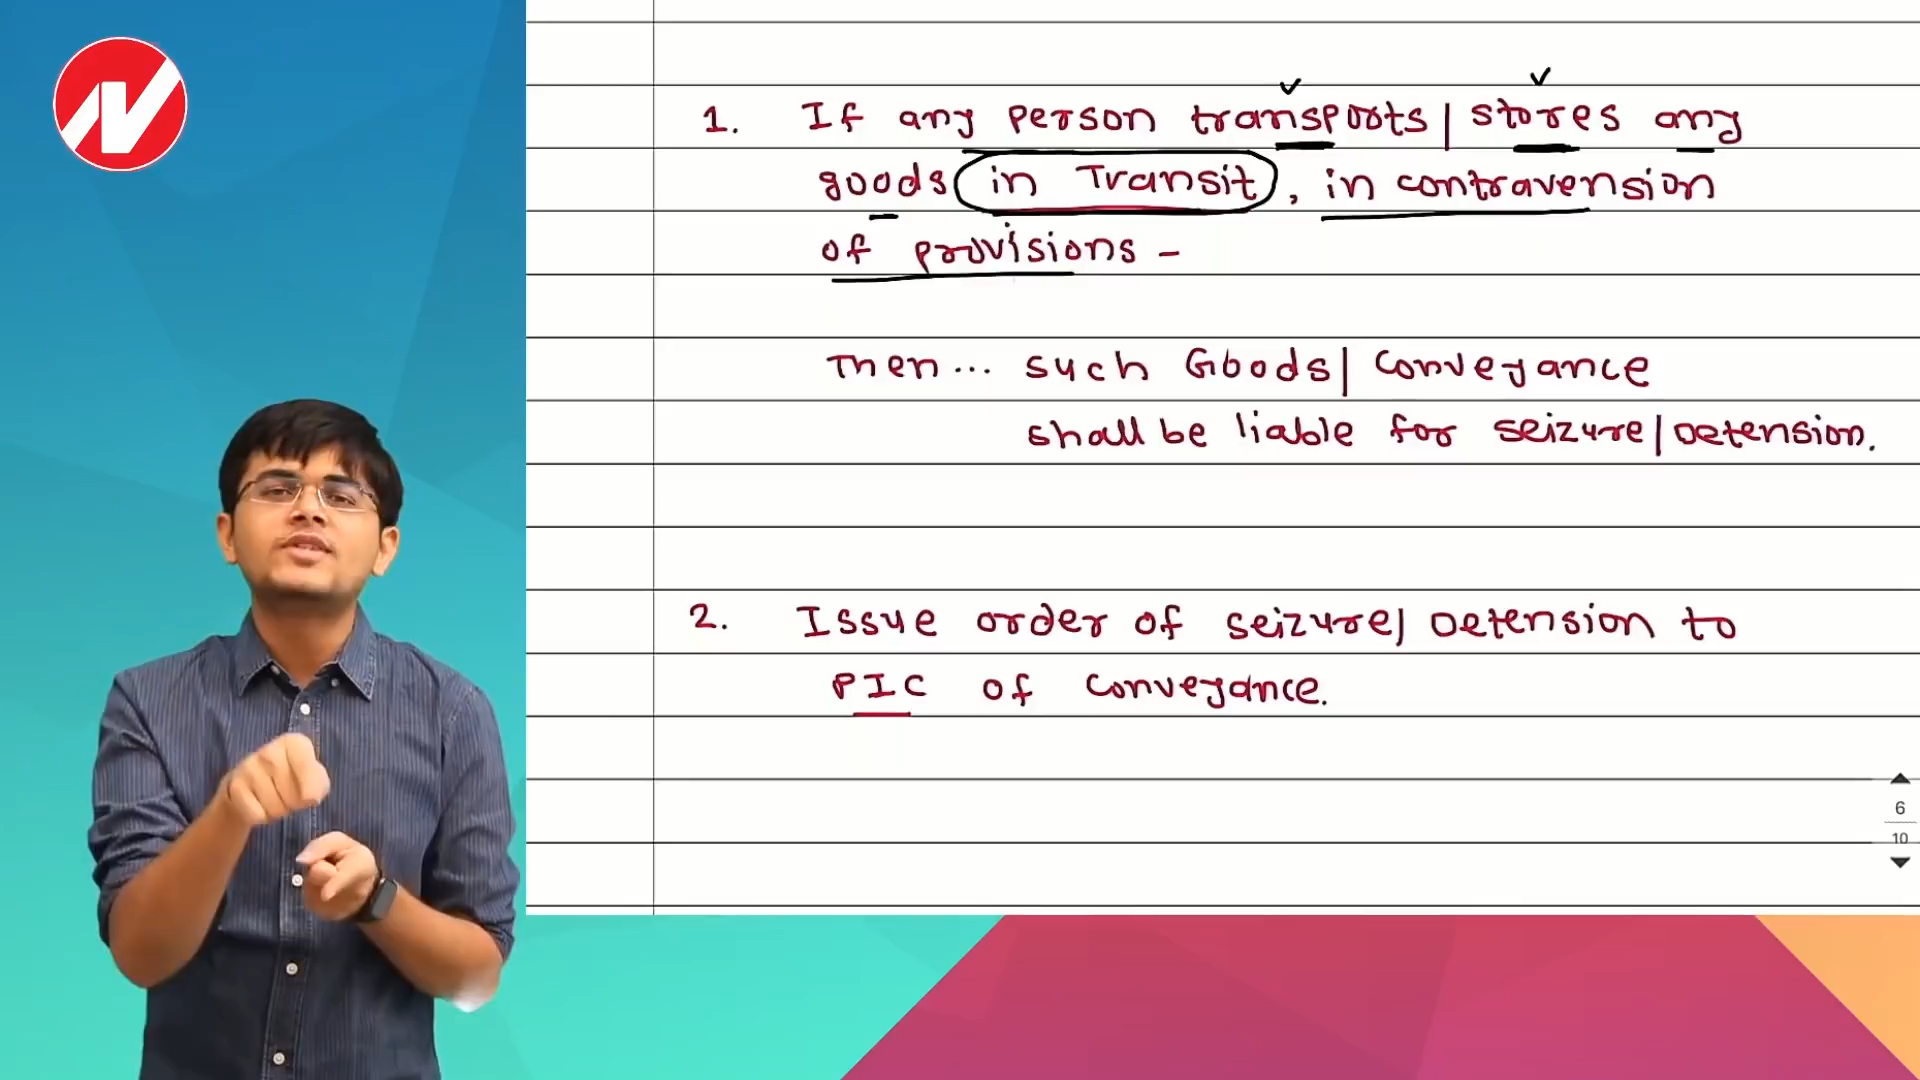 1. If any person transports/stores any
goods in Transit, in contravension
of provisions -
Then... such Goods/Conveyance
shall be liable for seizure/Detension.
2. Issue order of seizure/Detension to
PIC of conveyance.
6
10